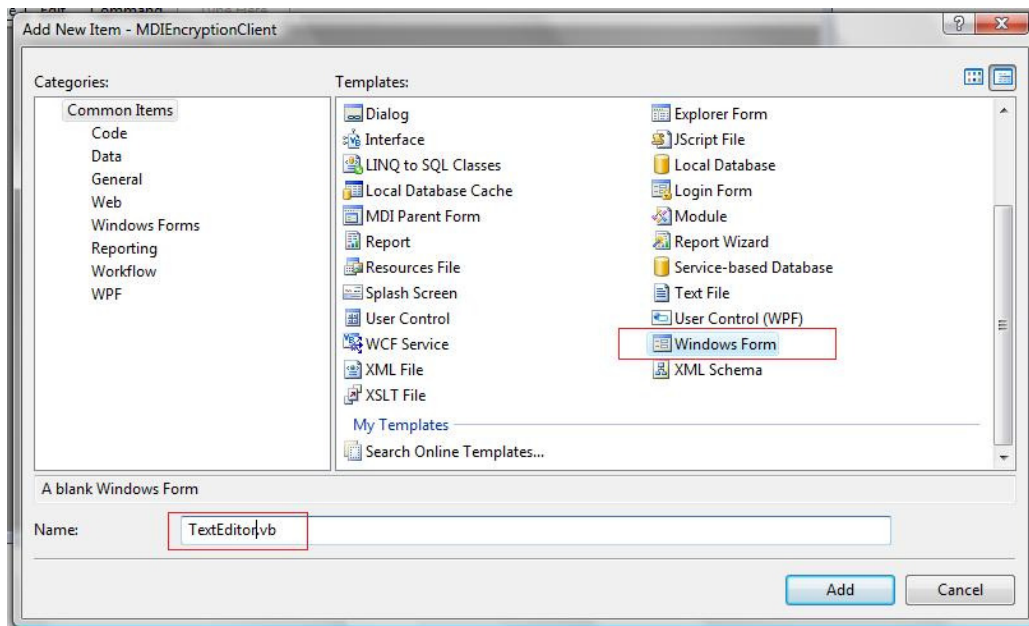 Edit Command Type Here
Add New Item - MDIEncryptionClient
Categories:
Templates:
Common Items
Code
Data
General
Web
Windows Forms
Reporting
Workflow
WPF
Dialog
Interface
LINQ to SQL Classes
Local Database Cache
MDI Parent Form
Report
Resources File
Splash Screen
User Control
WCF Service
XML File
XSLT File
Explorer Form
JScript File
Local Database
Login Form
Module
Report Wizard
Service-based Database
Text File
User Control (WPF)
Windows Form
XML Schema
My Templates
Search Online Templates...
A blank Windows Form
Name:
TextEditor.vb
Add
Cancel